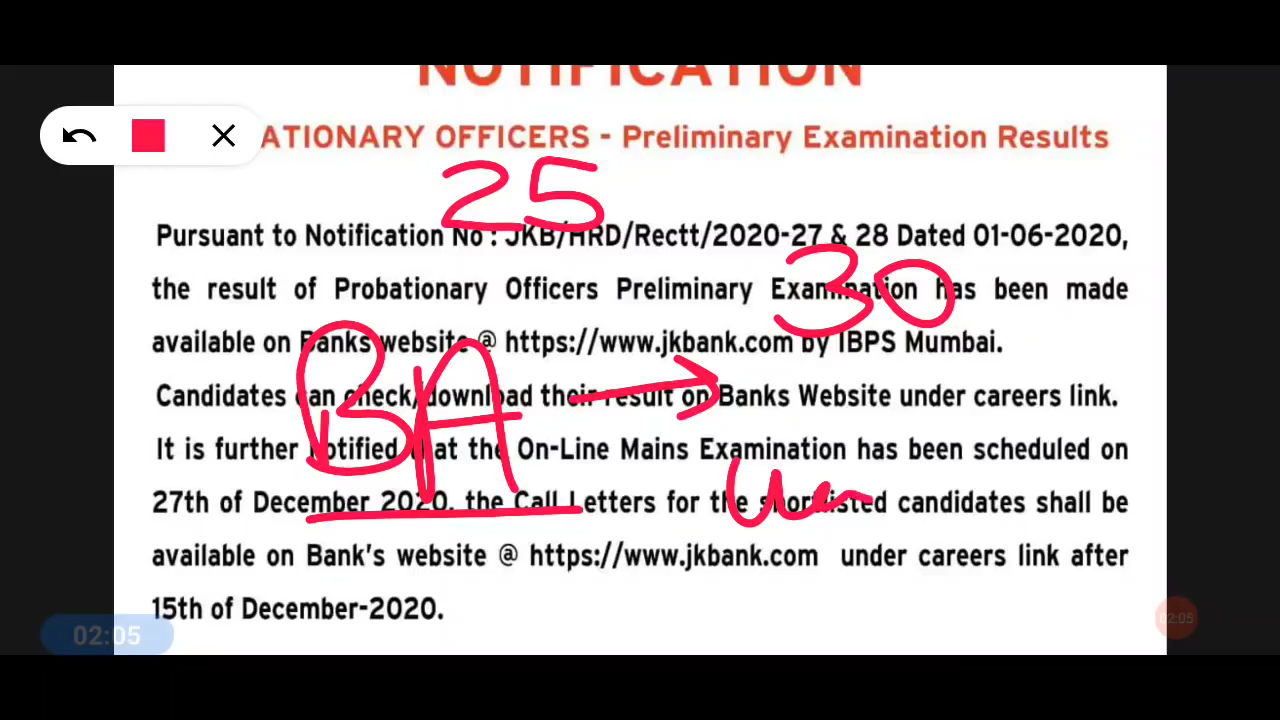 NOTIFICATION
ATIONARY OFFICERS - Preliminary Examination Results
25
Pursuant to Notification No : JKB/HRD/Rectt/2020-27 & 28 Dated 01-06-2020,
30
the result of Probationary Officers Preliminary Examination has been made
available on Banks website @ https://www.jkbank.com by IBPS Mumbai.
BA
Candidates can check/download their result on Banks Website under careers link.
It is further notified that the On-Line Mains Examination has been scheduled on
27th of December 2020, the Call Letters for the shortlisted candidates shall be
available on Bank's website @ https://www.jkbank.com under careers link after
15th of December-2020.
02:05
02:05